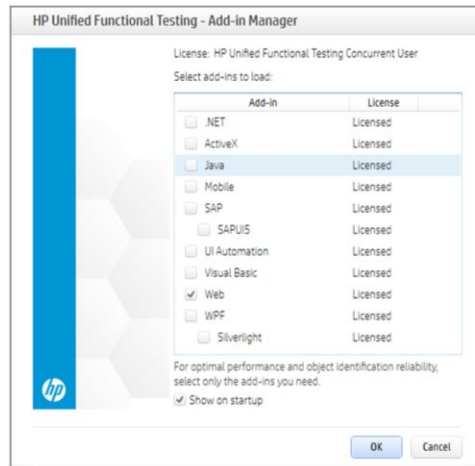 HP Unified Functional Testing - Add-in Manager
License: HP Unified Functional Testing Concurrent User
Select add-ins to load:
Add-in License
.NET Licensed
ActiveX Licensed
Java Licensed
Mobile Licensed
SAP Licensed
SAPUI5 Licensed
UI Automation Licensed
Visual Basic Licensed
Web Licensed
WPF Licensed
Silverlight Licensed
For optimal performance and object identification reliability,
select only the add-ins you need.
Show on startup
hp
OK Cancel